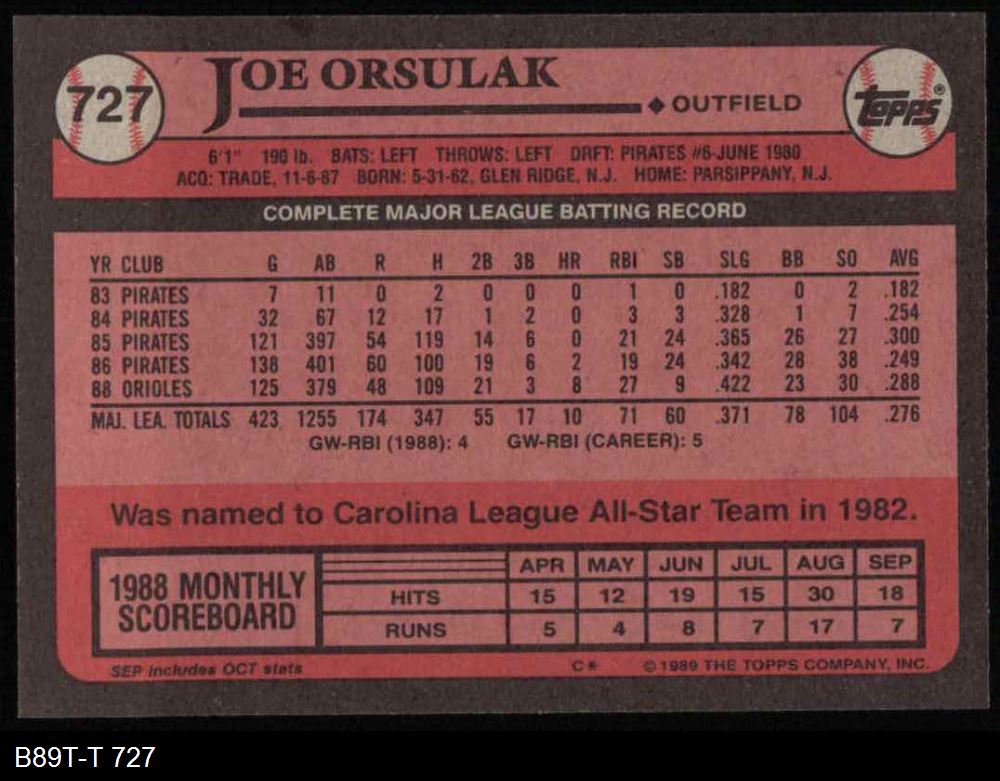 727 JOE ORSULAK ◆ OUTFIELD TOPPS®
6'1" 190 lb. BATS: LEFT THROWS: LEFT DRFT: PIRATES #6-JUNE 1980
ACQ: TRADE, 11-6-87 BORN: 5-31-62, GLEN RIDGE, N.J. HOME: PARSIPPANY, N.J.
COMPLETE MAJOR LEAGUE BATTING RECORD
YR CLUB G AB R H 2B 3B HR RBI SB SLG BB SO AVG
83 PIRATES 7 11 0 2 0 0 0 1 0 .182 0 2 .182
84 PIRATES 32 67 12 17 1 2 0 3 3 .328 1 7 .254
85 PIRATES 121 397 54 119 14 6 0 21 24 .365 26 27 .300
86 PIRATES 138 401 60 100 19 6 2 19 24 .342 28 38 .249
88 ORIOLES 125 379 48 109 21 3 8 27 9 .422 23 30 .288
MAJ. LEA. TOTALS 423 1255 174 347 55 17 10 71 60 .371 78 104 .276
GW-RBI (1988): 4 GW-RBI (CAREER): 5
Was named to Carolina League All-Star Team in 1982.
1988 MONTHLY
SCOREBOARD
APR MAY JUN JUL AUG SEP
HITS 15 12 19 15 30 18
RUNS 5 4 8 7 17 7
SEP includes OCT stats C* © 1989 THE TOPPS COMPANY, INC.
B89T-T 727